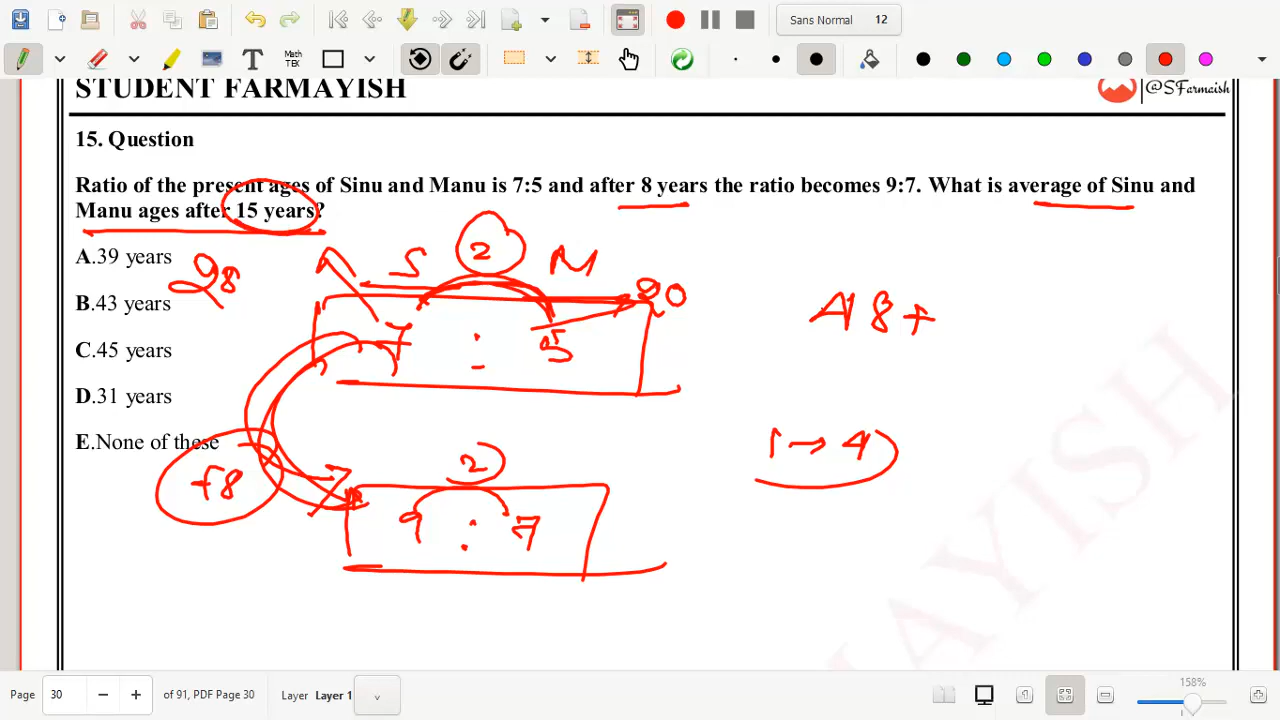 Sans Normal 12
Math
TEX
STUDENT FARMAYISH
@SFarmaish
15. Question
Ratio of the present ages of Sinu and Manu is 7:5 and after 8 years the ratio becomes 9:7. What is average of Sinu and
Manu ages after 15 years?
A.39 years
B.43 years
C.45 years
D.31 years
E.None of these
28
S 2 M
20
7 : 5
48+
1→4
+8
2
9 : 7
AYISH
Page 30 of 91, PDF Page 30 Layer Layer 1
158%